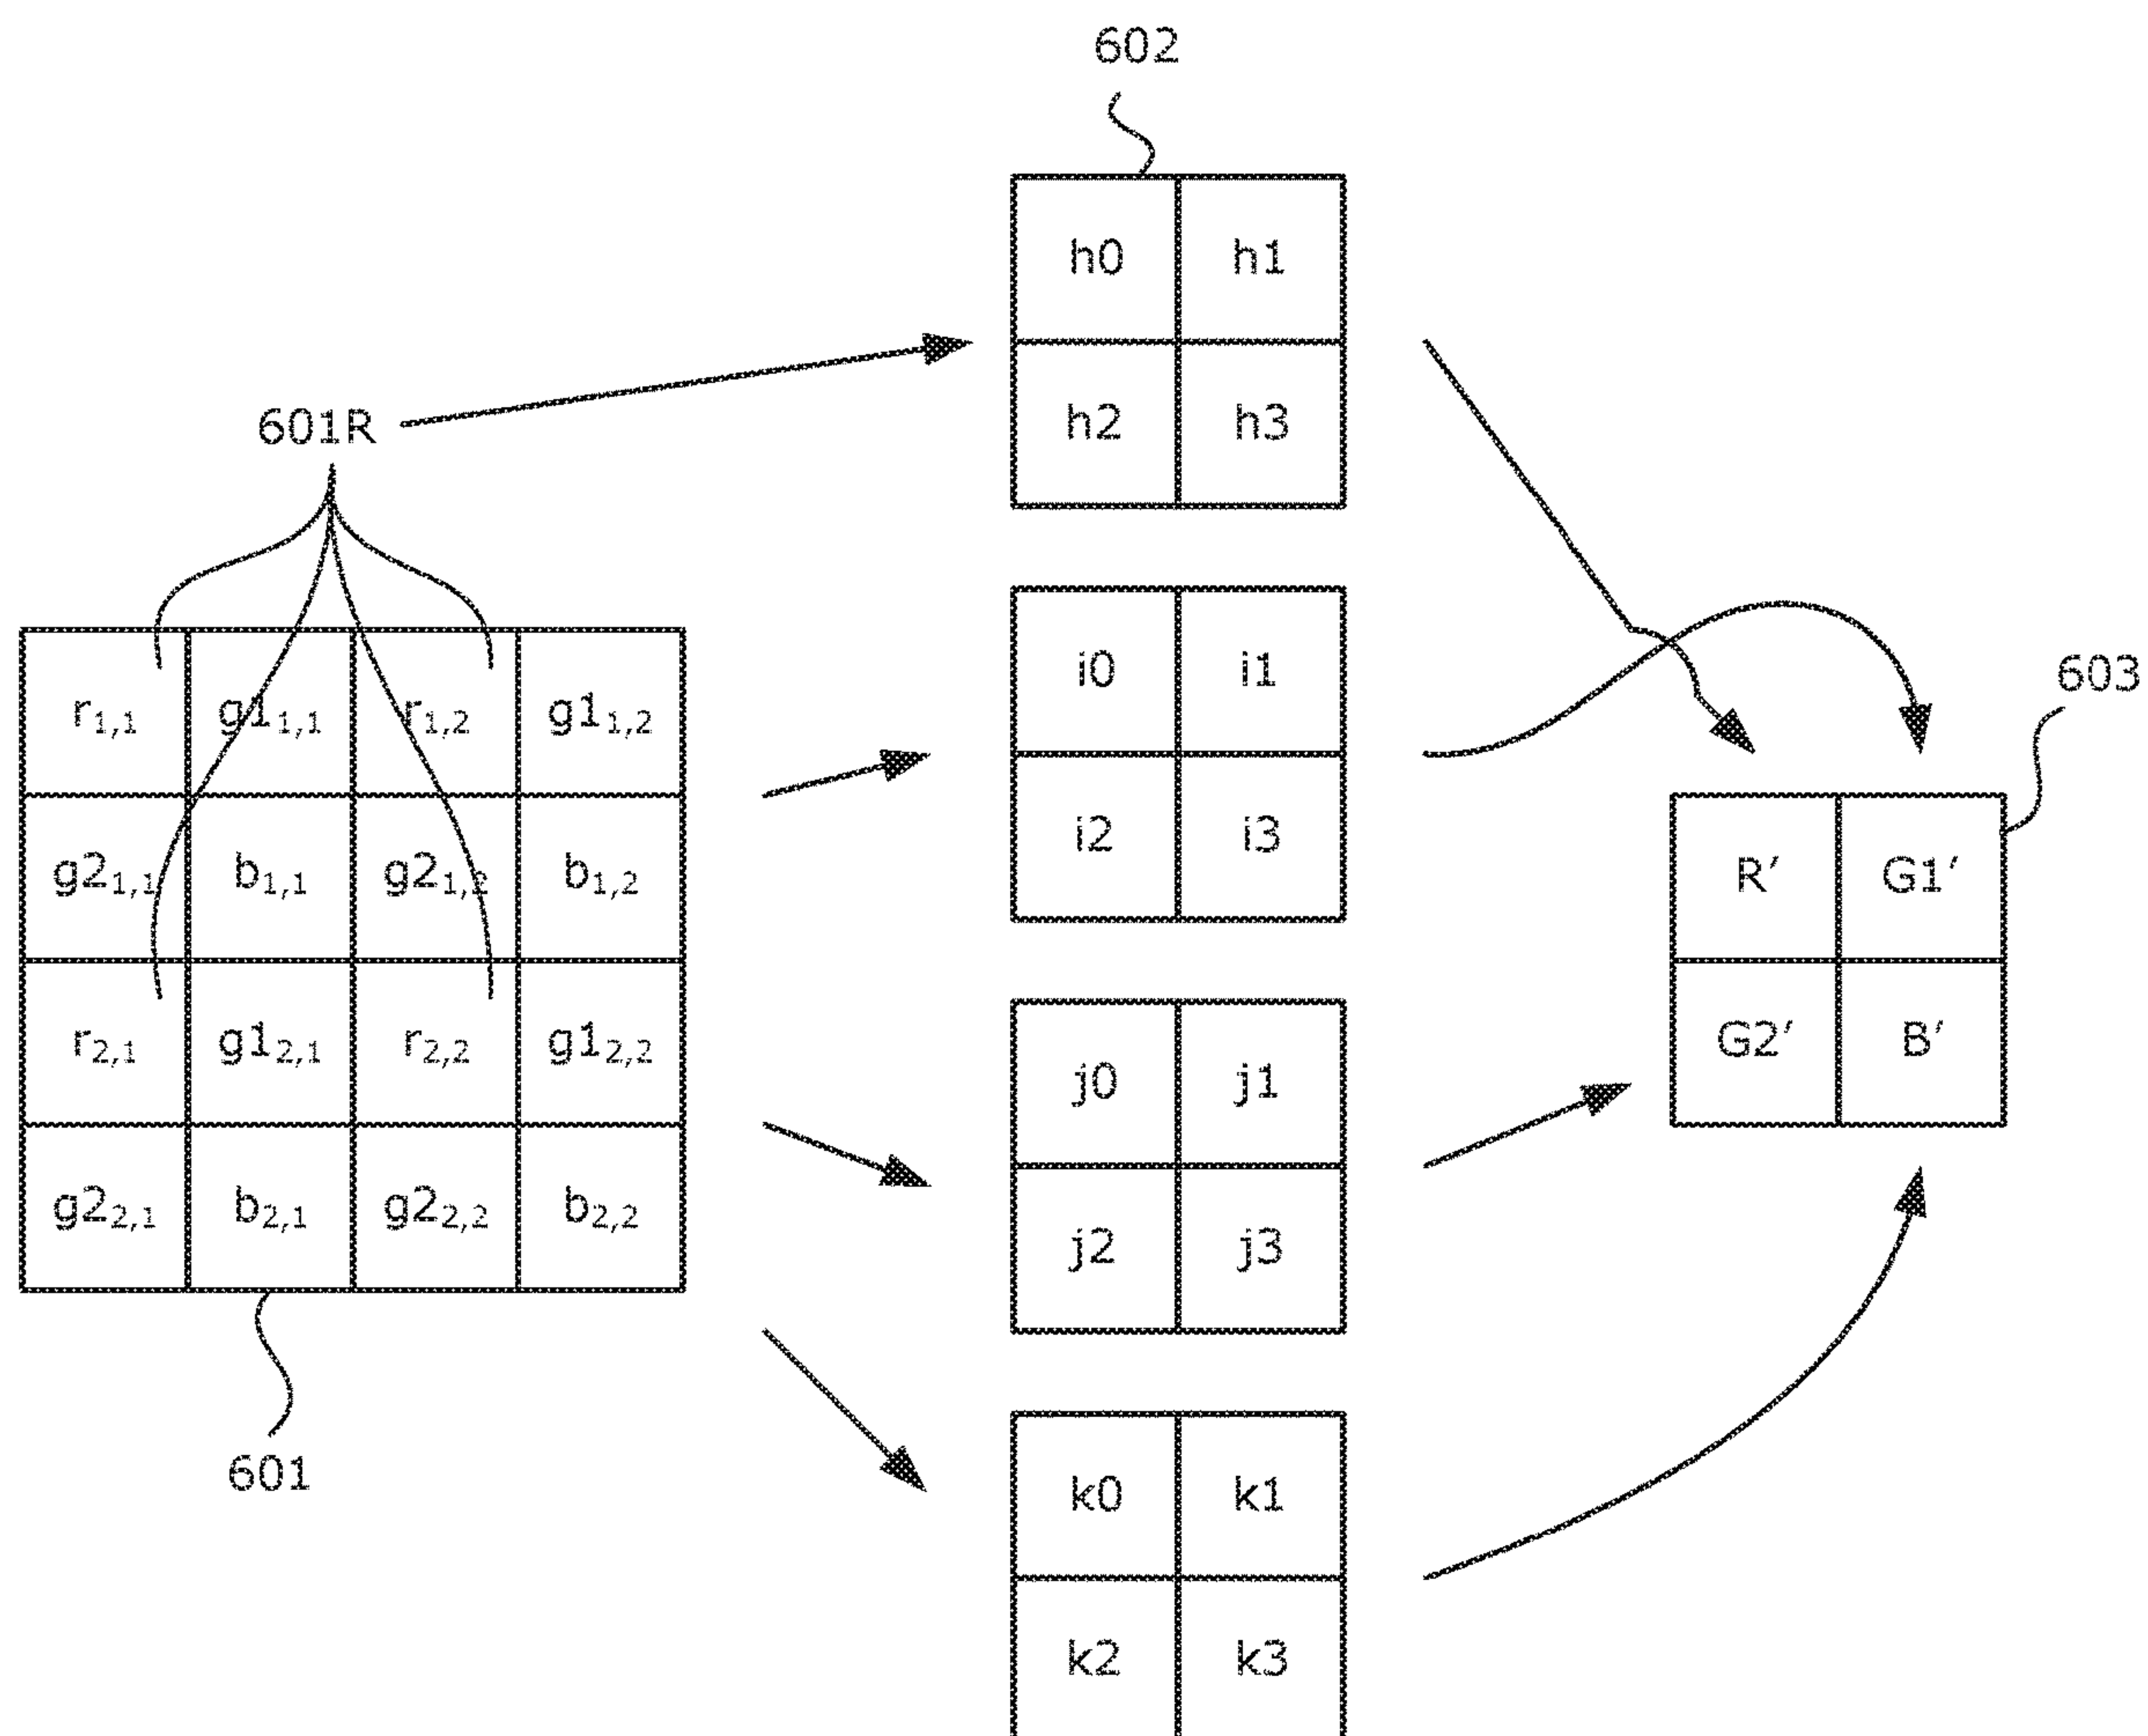 602
h0 h1
h2 h3
601R
i0 i1
i2 i3
603
r1,1 g11,1 r1,2 g11,2
g21,1 b1,1 g21,2 b1,2
r2,1 g12,1 r2,2 g12,2
g22,1 b2,1 g22,2 b2,2
601
j0 j1
j2 j3
R′ G1′
G2′ B′
k0 k1
k2 k3